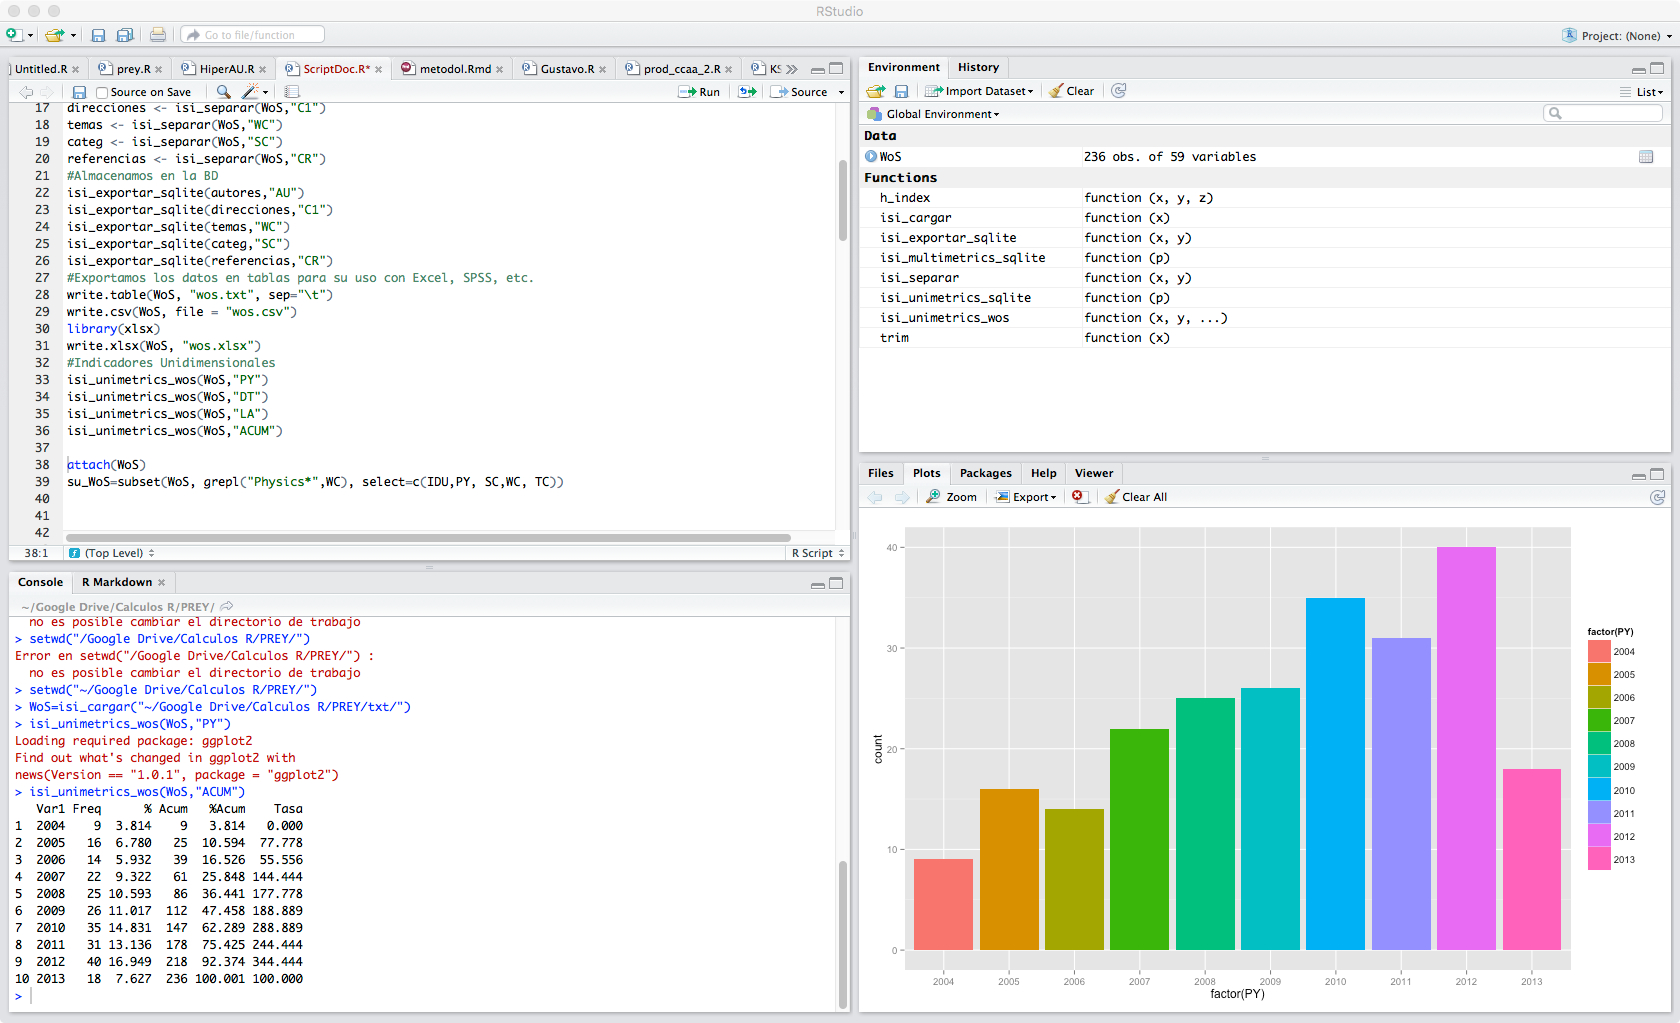 RStudio
Go to file/function
Project: (None)
Untitled.R
prey.R
HiperAU.R
ScriptDoc.R*
metodol.Rmd
Gustavo.R
prod_ccaa_2.R
KS
Source on Save
Run
Source
17 direcciones <- isi_separar(WoS,"C1")
18 temas <- isi_separar(WoS,"WC")
19 categ <- isi_separar(WoS,"SC")
20 referencias <- isi_separar(WoS,"CR")
21 #Almacenamos en la BD
22 isi_exportar_sqlite(autores,"AU")
23 isi_exportar_sqlite(direcciones,"C1")
24 isi_exportar_sqlite(temas,"WC")
25 isi_exportar_sqlite(categ,"SC")
26 isi_exportar_sqlite(referencias,"CR")
27 #Exportamos los datos en tablas para su uso con Excel, SPSS, etc.
28 write.table(WoS, "wos.txt", sep="\t")
29 write.csv(WoS, file = "wos.csv")
30 library(xlsx)
31 write.xlsx(WoS, "wos.xlsx")
32 #Indicadores Unidimensionales
33 isi_unimetrics_wos(WoS,"PY")
34 isi_unimetrics_wos(WoS,"DT")
35 isi_unimetrics_wos(WoS,"LA")
36 isi_unimetrics_wos(WoS,"ACUM")
37
38 attach(WoS)
39 su_WoS=subset(WoS, grepl("Physics*",WC), select=c(IDU,PY, SC,WC, TC))
40
41
42
38:1 (Top Level) R Script
Console R Markdown
~/Google Drive/Calculos R/PREY/
no es posible cambiar el directorio de trabajo
> setwd("/Google Drive/Calculos R/PREY/")
Error en setwd("/Google Drive/Calculos R/PREY/") :
no es posible cambiar el directorio de trabajo
> setwd("~/Google Drive/Calculos R/PREY/")
> WoS=isi_cargar("~/Google Drive/Calculos R/PREY/txt/")
> isi_unimetrics_wos(WoS,"PY")
Loading required package: ggplot2
Find out what's changed in ggplot2 with
news(Version == "1.0.1", package = "ggplot2")
> isi_unimetrics_wos(WoS,"ACUM")
Var1 Freq % Acum %Acum Tasa
1 2004 9 3.814 9 3.814 0.000
2 2005 16 6.780 25 10.594 77.778
3 2006 14 5.932 39 16.526 55.556
4 2007 22 9.322 61 25.848 144.444
5 2008 25 10.593 86 36.441 177.778
6 2009 26 11.017 112 47.458 188.889
7 2010 35 14.831 147 62.289 288.889
8 2011 31 13.136 178 75.425 244.444
9 2012 40 16.949 218 92.374 344.444
10 2013 18 7.627 236 100.001 100.000
>
Environment History
Import Dataset Clear List
Global Environment
Data
WoS 236 obs. of 59 variables
Functions
h_index function (x, y, z)
isi_cargar function (x)
isi_exportar_sqlite function (x, y)
isi_multimetrics_sqlite function (p)
isi_separar function (x, y)
isi_unimetrics_sqlite function (p)
isi_unimetrics_wos function (x, y, ...)
trim function (x)
Files Plots Packages Help Viewer
Zoom Export Clear All
40
30
20
10
0
count
2004 2005 2006 2007 2008 2009 2010 2011 2012 2013
factor(PY)
factor(PY)
2004
2005
2006
2007
2008
2009
2010
2011
2012
2013